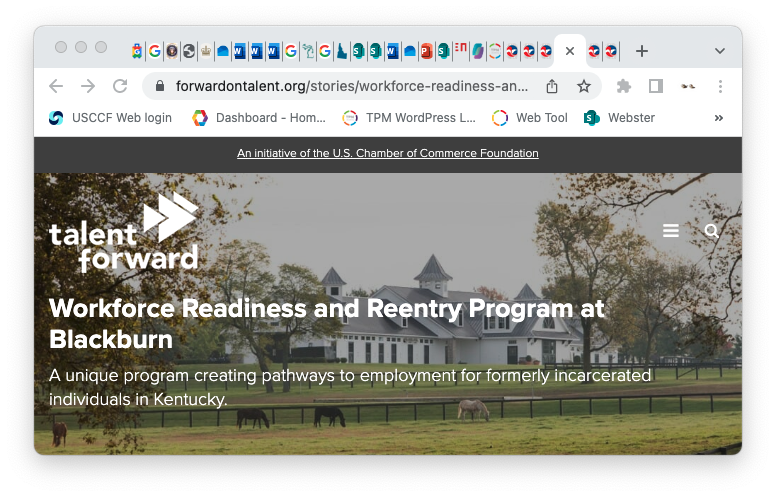 forwardontalent.org/stories/workforce-readiness-an...
USCCF Web login
Dashboard - Hom...
TPM WordPress L...
Web Tool
Webster
»
An initiative of the U.S. Chamber of Commerce Foundation
talent
forward
Workforce Readiness and Reentry Program at
Blackburn
A unique program creating pathways to employment for formerly incarcerated
individuals in Kentucky.